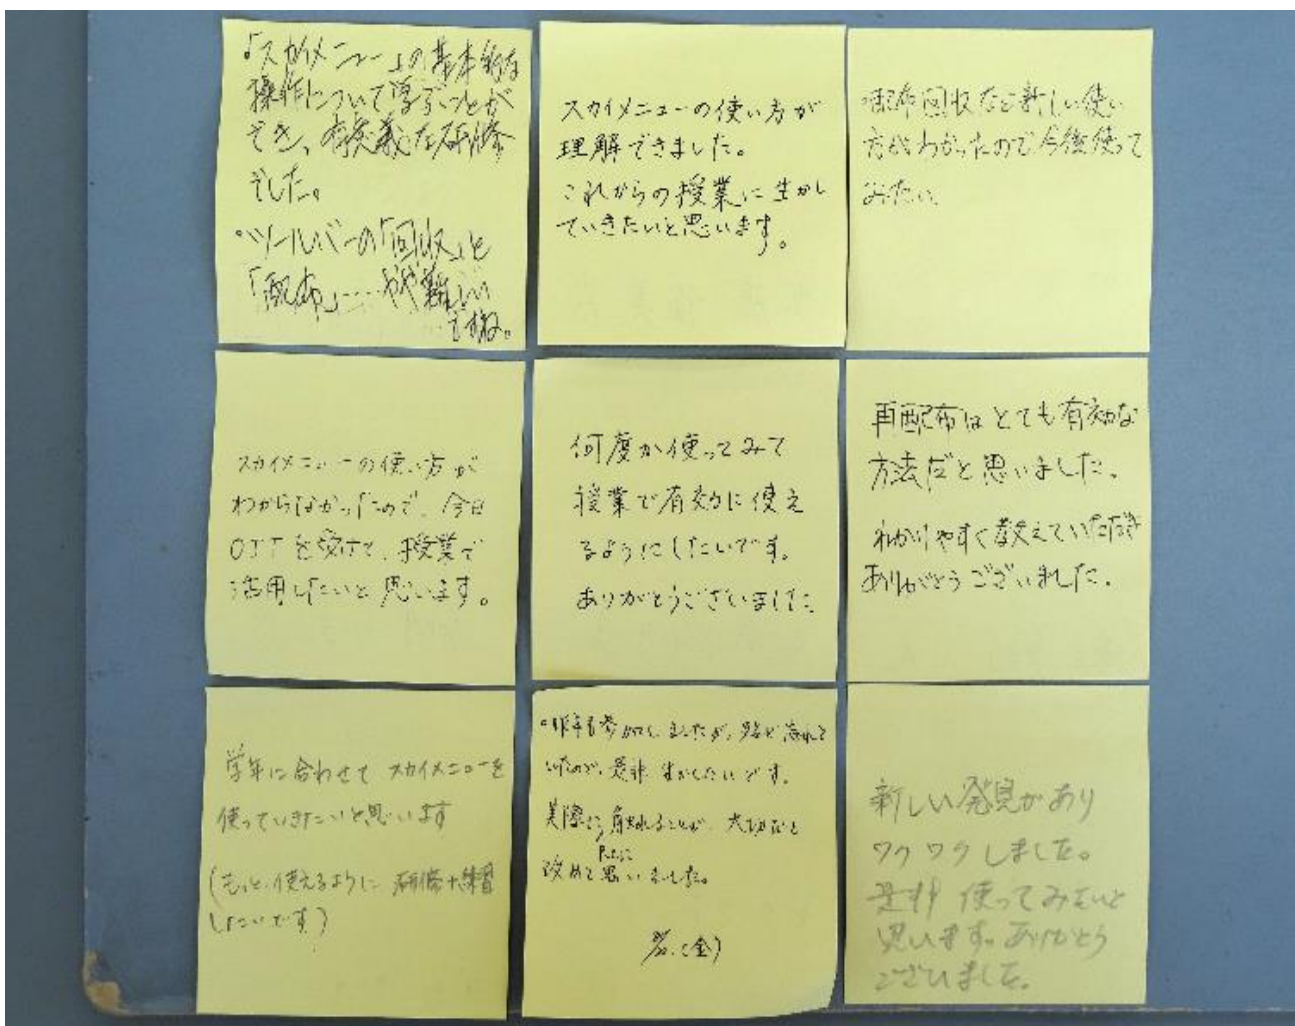 「スカイメニュー」の基本的な
操作について学ぶことが
でき、有意義な研修
でした。
・ツールバーの「回収」と
「配布」……やや難しい
ですね。
スカイメニューの使い方が
理解できました。
これからの授業に生かし
ていきたいと思います。
配布回収など新しい使い
方がわかったので今後使って
みたい
スカイメニューの使い方が
わからなかったので、今日
OJTを受けて、授業で
活用したいと思います。
何度か使ってみて
授業で有効に使え
るようにしたいです。
ありがとうございました
再配布はとても有効な
方法だと思いました。
わかりやすく教えていただき
ありがとうございました。
学年に合わせてスカイメニューを
使っていきたいと思います
(もっと使えるように 研修+練習
したいです)
・昨年も参加しましたが、殆ど忘れて
いたので、是非 生かしたいです。
実際に触れることが、大切だと
改めて思いました。
(金)
新しい発見があり
ワクワクしました。
是非 使ってみたいと
思います。ありがとう
ございました。